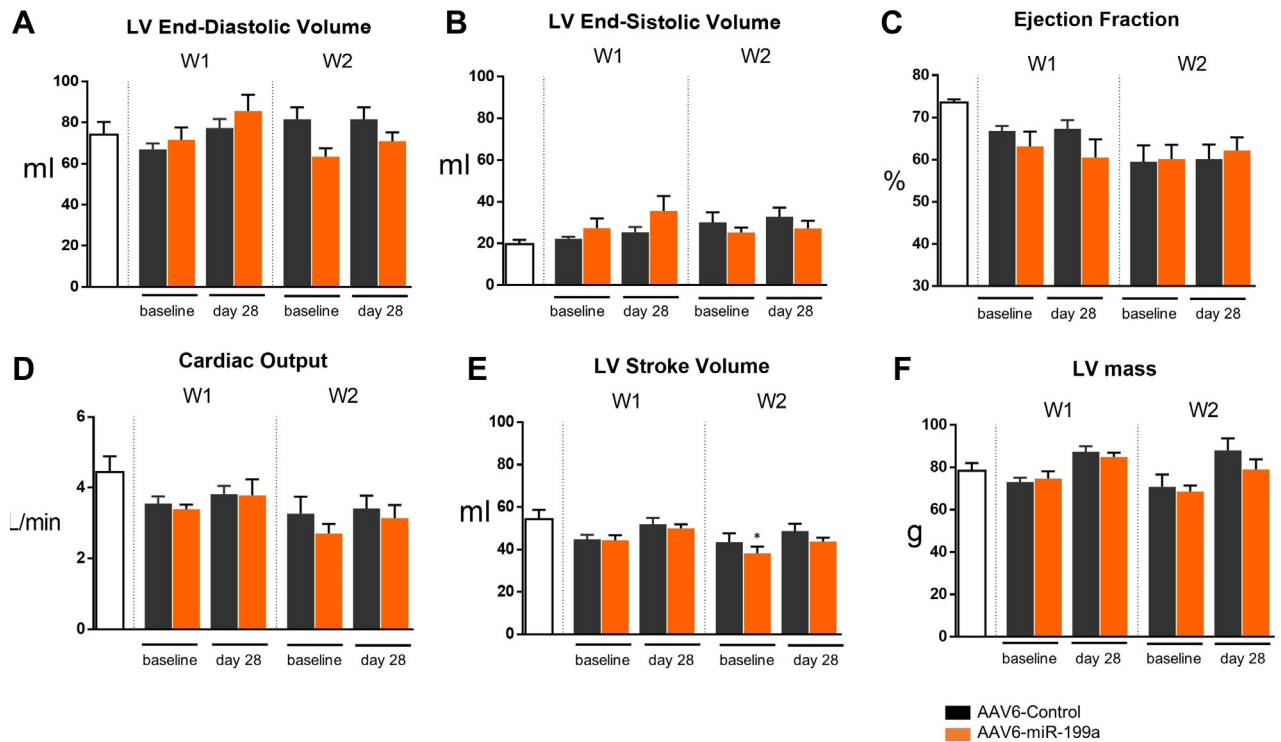 A
LV End-Diastolic Volume
W1 W2
100
80
60
40
20
0
ml
baseline day 28 baseline day 28
B
LV End-Sistolic Volume
W1 W2
100
80
60
40
20
0
ml
baseline day 28 baseline day 28
C
Ejection Fraction
W1 W2
80
70
60
50
40
30
%
baseline day 28 baseline day 28
D
Cardiac Output
W1 W2
6
4
2
0
L/min
baseline day 28 baseline day 28
E
LV Stroke Volume
W1 W2
100
80
60
40
20
0
ml
*
baseline day 28 baseline day 28
F
LV mass
W1 W2
100
80
60
40
20
0
g
baseline day 28 baseline day 28
AAV6-Control
AAV6-miR-199a